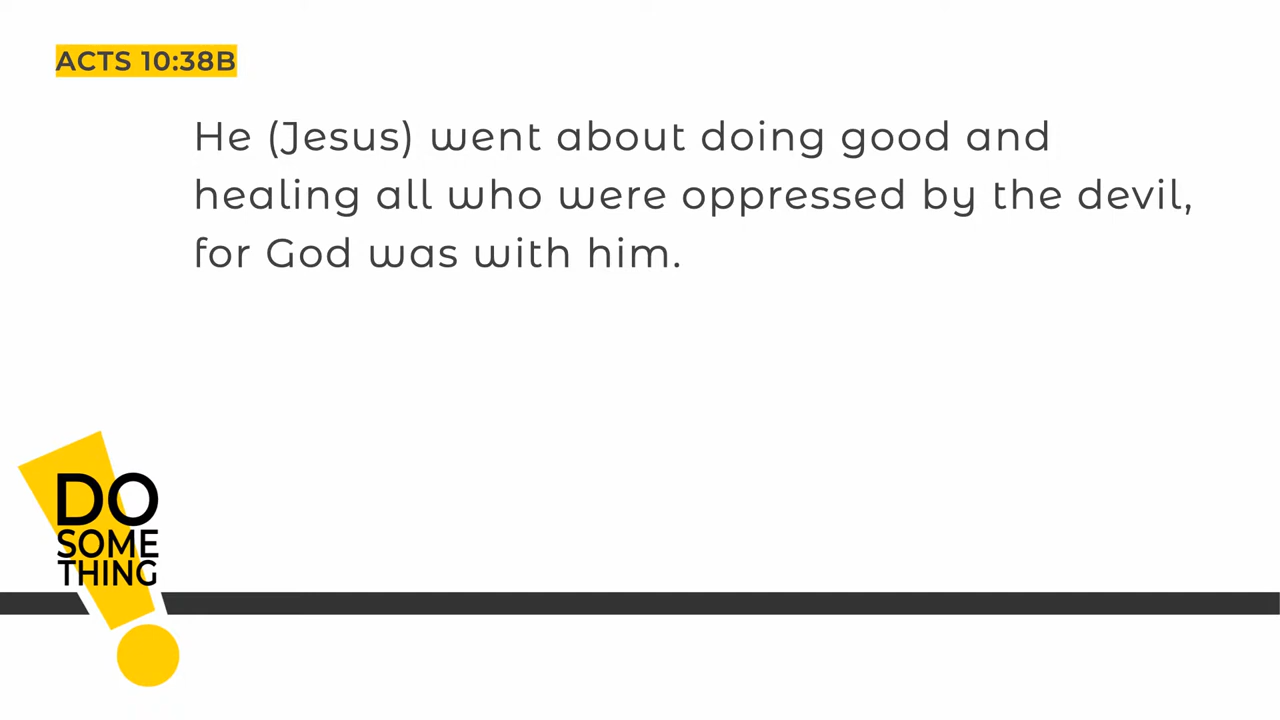 ACTS 10:38B
He (Jesus) went about doing good and
healing all who were oppressed by the devil,
for God was with him.
DO
SOME
THING